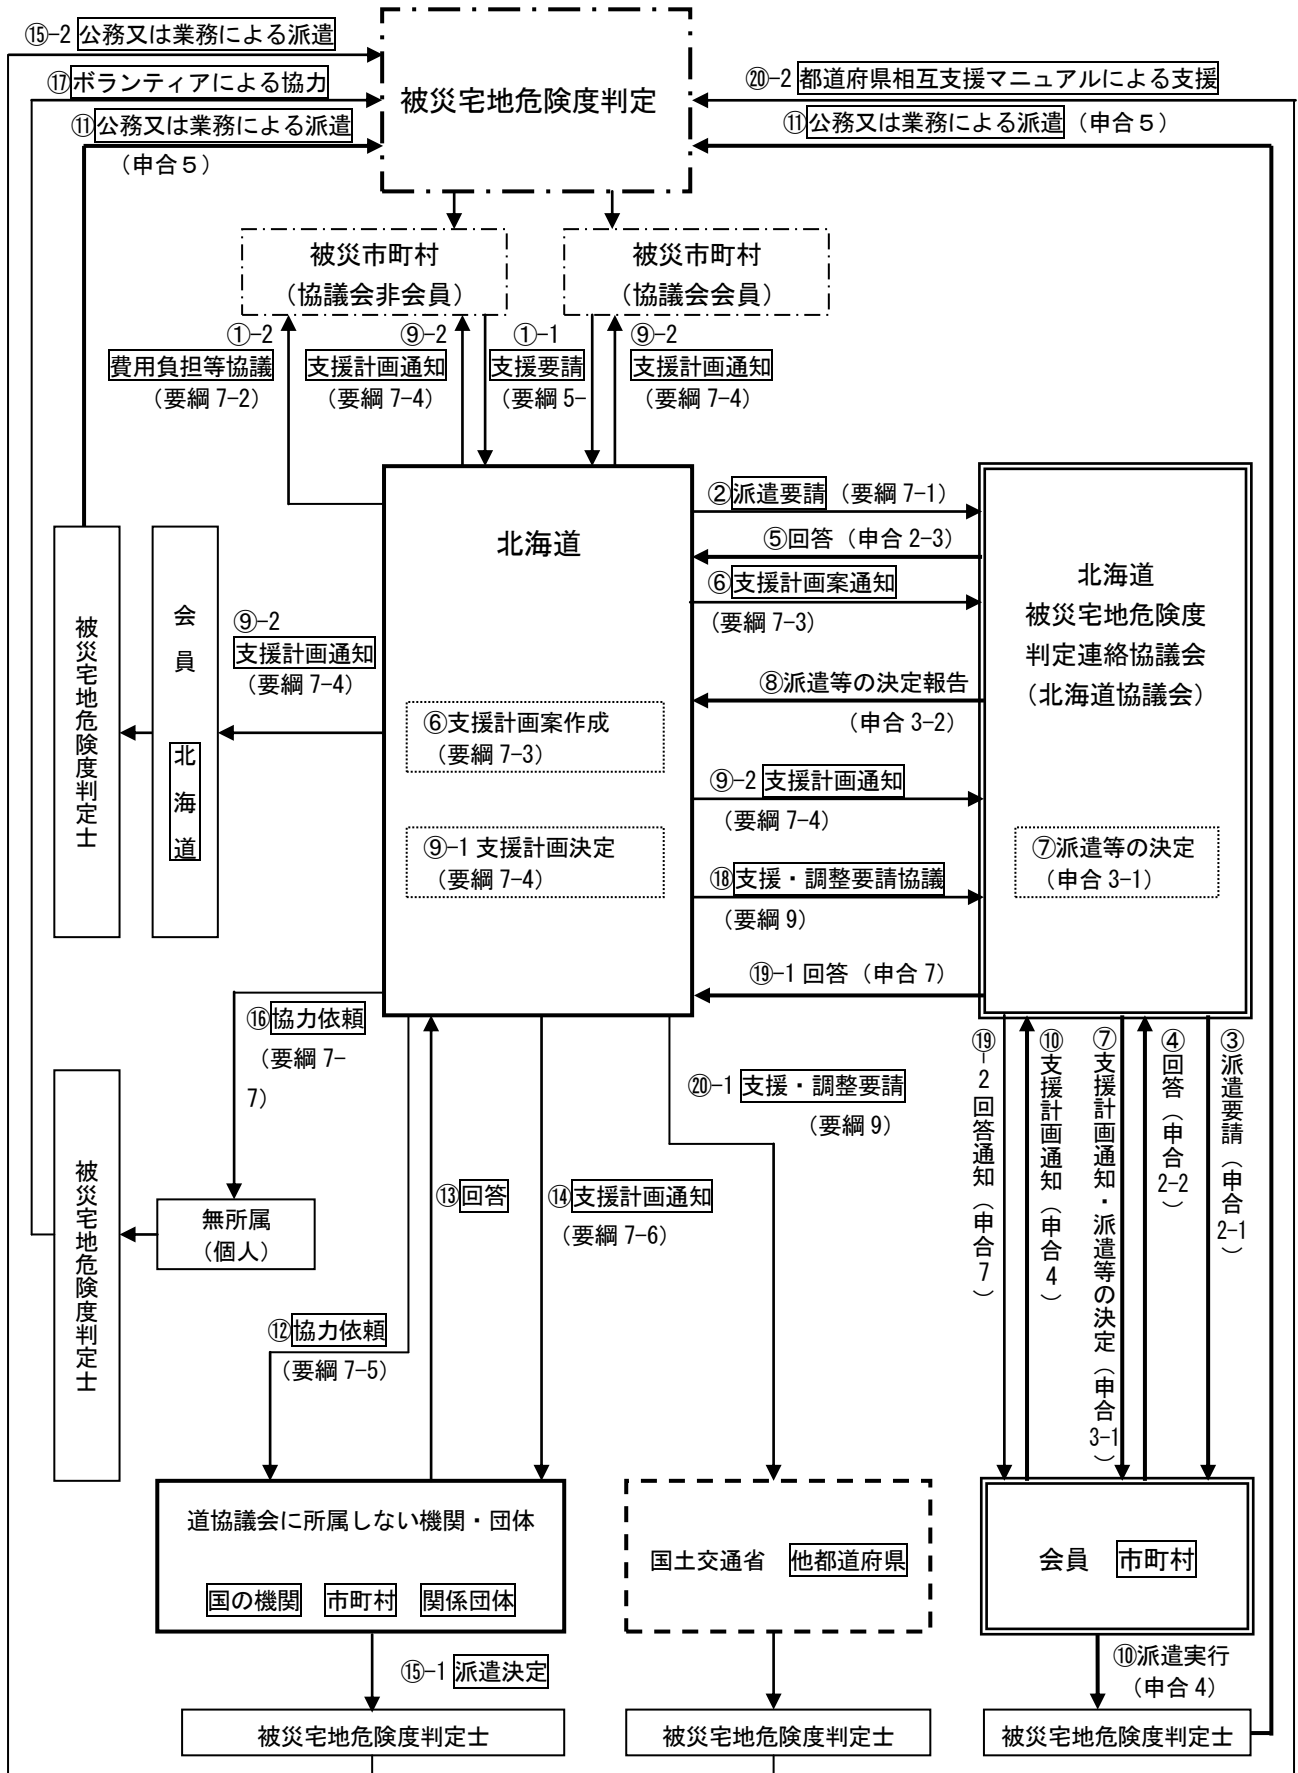 ⑮-2 公務又は業務による派遣
⑰ボランティアによる協力
⑪公務又は業務による派遣
（申合５）
被災宅地危険度判定
⑳-2 都道府県相互支援マニュアルによる支援
⑪公務又は業務による派遣（申合５）
被災市町村
（協議会非会員）
被災市町村
（協議会会員）
①-2
費用負担等協議
（要綱 7-2）
⑨-2
支援計画通知
（要綱 7-4）
①-1
支援要請
（要綱 5-
⑨-2
支援計画通知
（要綱 7-4）
北海道
②派遣要請（要綱 7-1）
⑤回答（申合 2-3）
⑥支援計画案通知
（要綱 7-3）
⑧派遣等の決定報告
（申合 3-2）
⑨-2 支援計画通知
（要綱 7-4）
⑱支援・調整要請協議
（要綱 9）
⑲-1 回答（申合 7）
⑥支援計画案作成
（要綱 7-3）
⑨-1 支援計画決定
（要綱 7-4）
北海道
被災宅地危険度
判定連絡協議会
（北海道協議会）
⑦派遣等の決定
（申合 3-1）
被災宅地危険度判定士
会員 北海道
⑨-2
支援計画通知
（要綱 7-4）
⑯協力依頼
（要綱 7-
7）
被災宅地危険度判定士
無所属
（個人）
⑫協力依頼
（要綱 7-5）
⑬回答
⑭支援計画通知
（要綱 7-6）
⑳-1 支援・調整要請
（要綱 9）
⑲-2 回答通知（申合 7）
⑩支援計画通知（申合 4）
⑦支援計画通知・派遣等の決定（申合 3-1）
④回答（申合 2-2）
③派遣要請（申合 2-1）
道協議会に所属しない機関・団体
国の機関 市町村 関係団体
国土交通省 他都道府県
会員 市町村
⑮-1 派遣決定
⑩派遣実行
（申合 4）
被災宅地危険度判定士
被災宅地危険度判定士
被災宅地危険度判定士